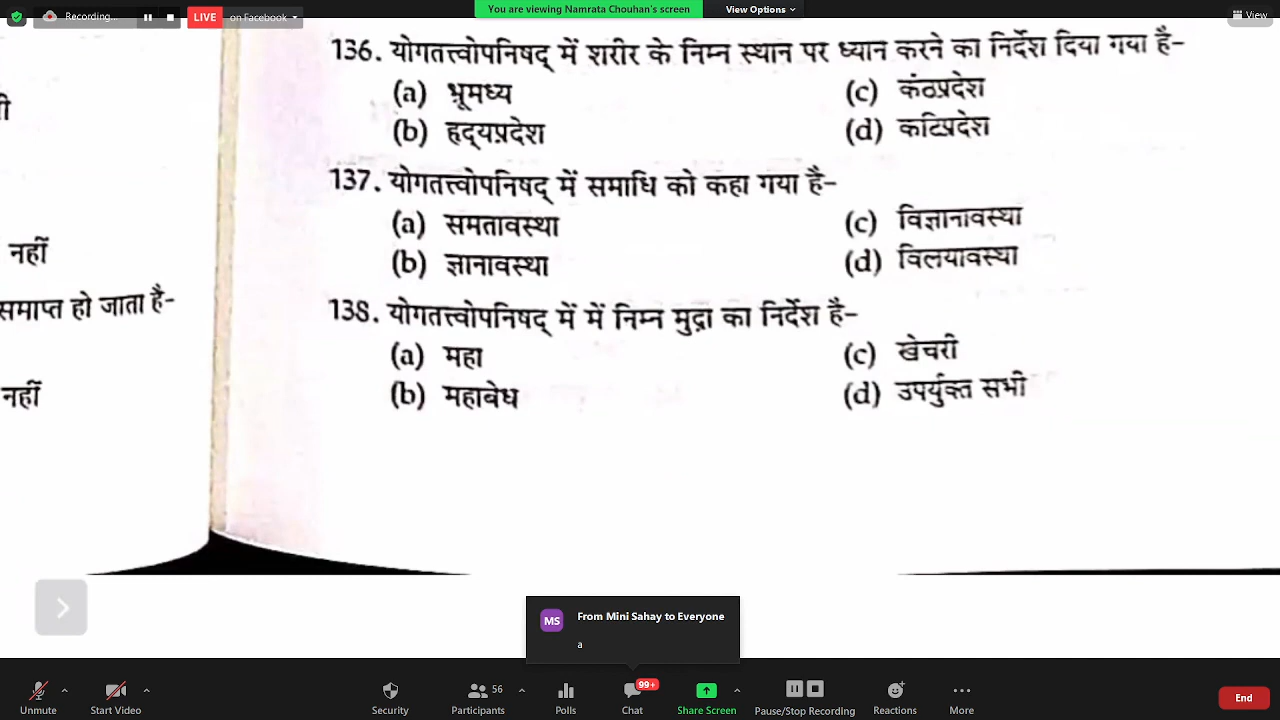 Recording...
LIVE on Facebook
You are viewing Namrata Chouhan's screen
View Options
View
136. योगतत्त्वोपनिषद् में शरीर के निम्न स्थान पर ध्यान करने का निर्देश दिया गया है-
(a) भ्रूमध्य
(c) कंठप्रदेश
(b) हृदयप्रदेश
(d) कटिप्रदेश
137. योगतत्त्वोपनिषद् में समाधि को कहा गया है-
(a) समतावस्था
(c) विज्ञानावस्था
(b) ज्ञानावस्था
(d) विलयावस्था
138. योगतत्त्वोपनिषद् में में निम्न मुद्रा का निर्देश है-
(a) महा
(c) खेचरी
(b) महाबेध
(d) उपर्युक्त सभी
नहीं
समाप्त हो जाता है-
नहीं
MS
From Mini Sahay to Everyone
a
Unmute
Start Video
Security
56
Participants
Polls
99+
Chat
Share Screen
Pause/Stop Recording
Reactions
More
End